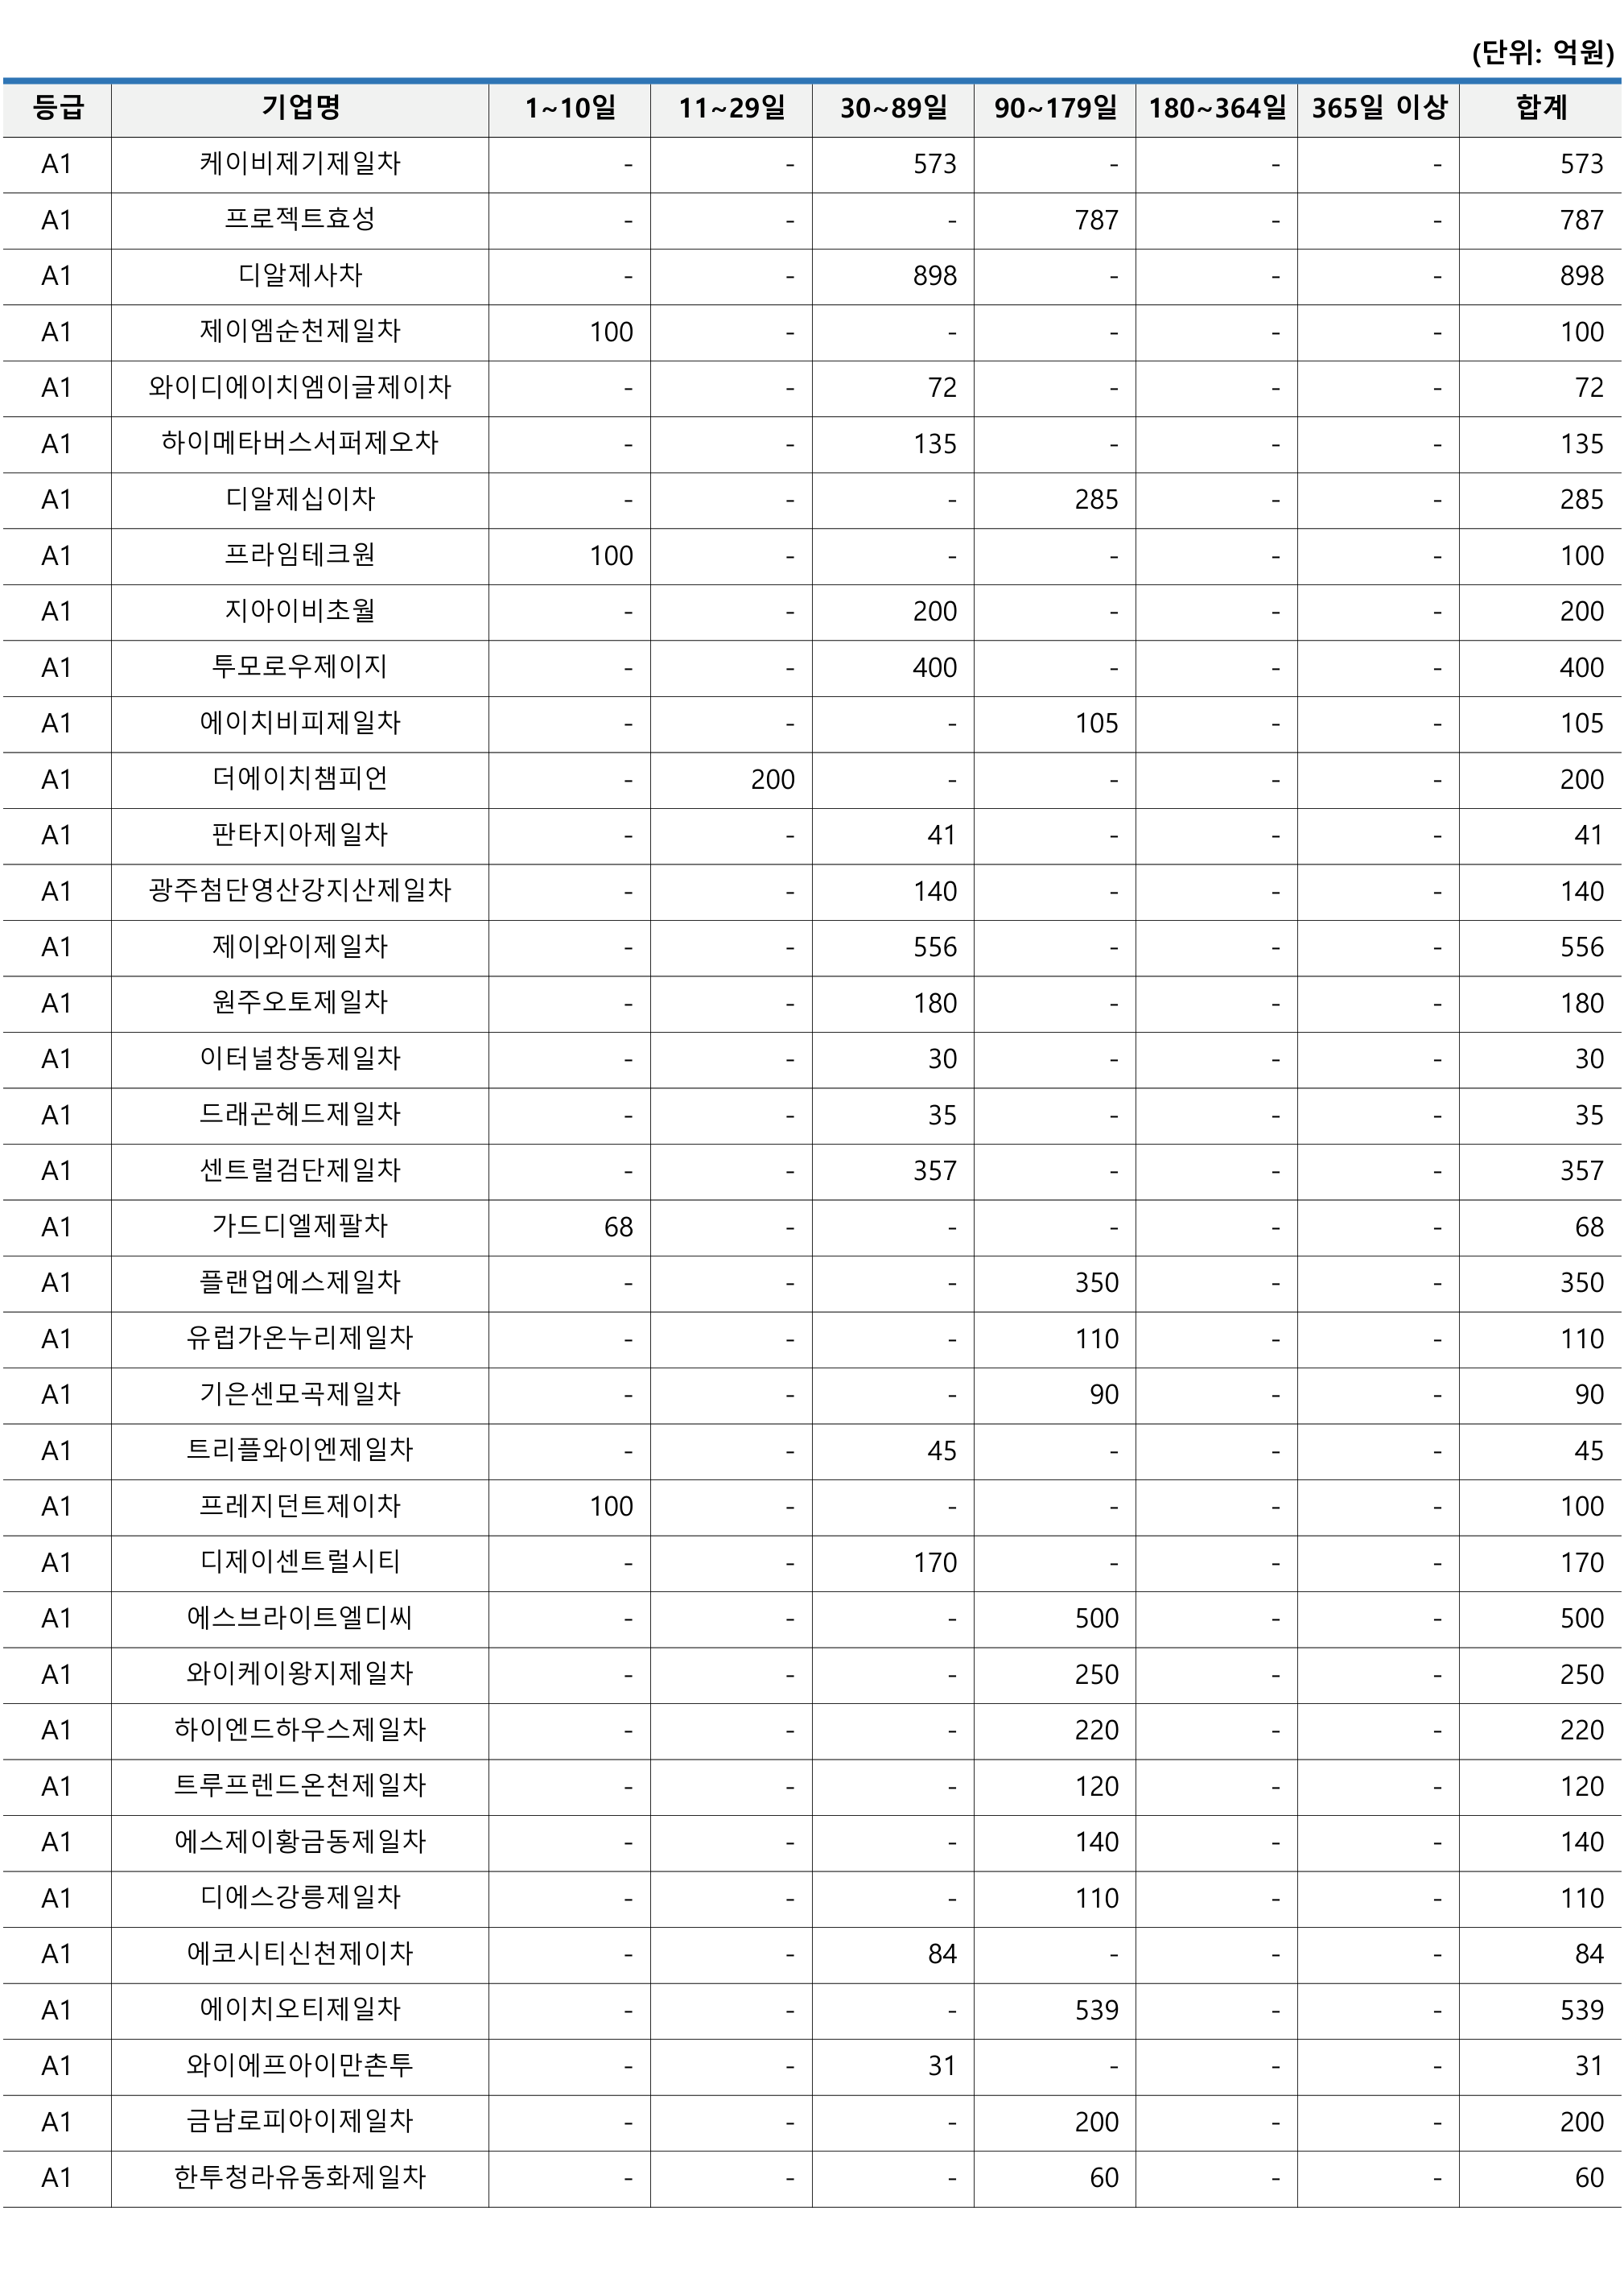 (단위: 억원)
등급 기업명 1~10일 11~29일 30~89일 90~179일 180~364일 365일 이상 합계
A1 케이비제기제일차 - - 573 - - - 573
A1 프로젝트효성 - - - 787 - - 787
A1 디알제사차 - - 898 - - - 898
A1 제이엠순천제일차 100 - - - - - 100
A1 와이디에이치엠이글제이차 - - 72 - - - 72
A1 하이메타버스서퍼제오차 - - 135 - - - 135
A1 디알제십이차 - - - 285 - - 285
A1 프라임테크원 100 - - - - - 100
A1 지아이비초월 - - 200 - - - 200
A1 투모로우제이지 - - 400 - - - 400
A1 에이치비피제일차 - - - 105 - - 105
A1 더에이치챔피언 - 200 - - - - 200
A1 판타지아제일차 - - 41 - - - 41
A1 광주첨단영산강지산제일차 - - 140 - - - 140
A1 제이와이제일차 - - 556 - - - 556
A1 원주오토제일차 - - 180 - - - 180
A1 이터널창동제일차 - - 30 - - - 30
A1 드래곤헤드제일차 - - 35 - - - 35
A1 센트럴검단제일차 - - 357 - - - 357
A1 가드디엘제팔차 68 - - - - - 68
A1 플랜업에스제일차 - - - 350 - - 350
A1 유럽가온누리제일차 - - - 110 - - 110
A1 기은센모곡제일차 - - - 90 - - 90
A1 트리플와이엔제일차 - - 45 - - - 45
A1 프레지던트제이차 100 - - - - - 100
A1 디제이센트럴시티 - - 170 - - - 170
A1 에스브라이트엘디씨 - - - 500 - - 500
A1 와이케이왕지제일차 - - - 250 - - 250
A1 하이엔드하우스제일차 - - - 220 - - 220
A1 트루프렌드온천제일차 - - - 120 - - 120
A1 에스제이황금동제일차 - - - 140 - - 140
A1 디에스강릉제일차 - - - 110 - - 110
A1 에코시티신천제이차 - - 84 - - - 84
A1 에이치오티제일차 - - - 539 - - 539
A1 와이에프아이만촌투 - - 31 - - - 31
A1 금남로피아이제일차 - - - 200 - - 200
A1 한투청라유동화제일차 - - - 60 - - 60